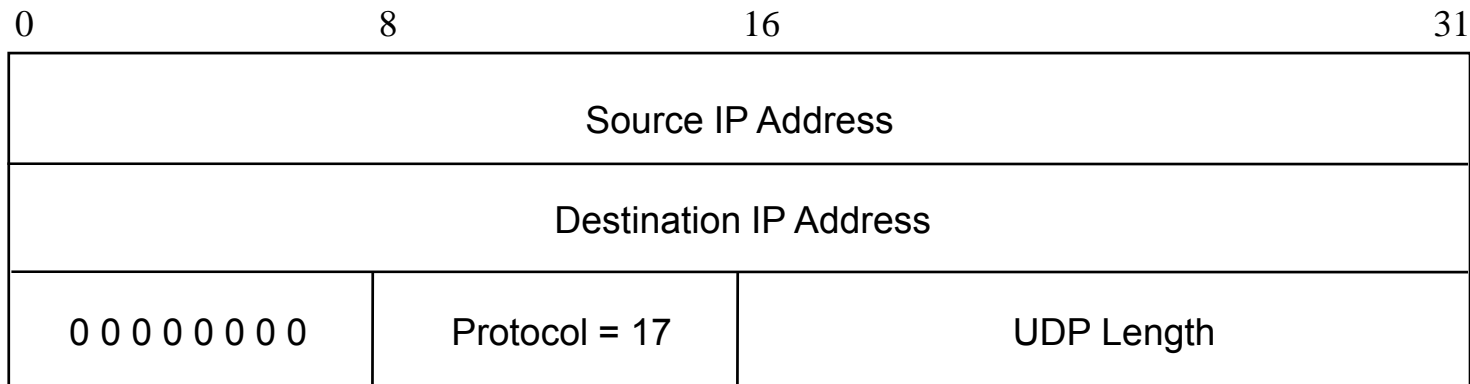 0 8 16 31
Source IP Address
Destination IP Address
0 0 0 0 0 0 0 0 Protocol = 17 UDP Length